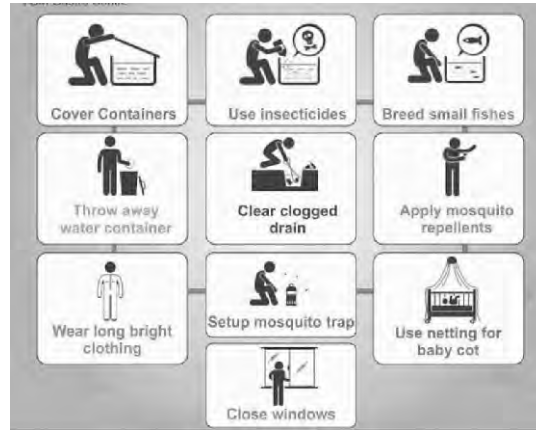 Cover Containers
Use insecticides
Breed small fishes
Throw away
water container
Clear clogged
drain
Apply mosquito
repellents
Wear long bright
clothing
Setup mosquito trap
Use netting for
baby cot
Close windows